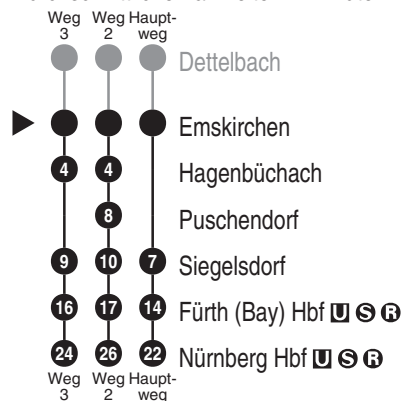 Weg Weg Haupt-
3 2 weg
Dettelbach
Emskirchen
4 4 Hagenbüchach
8 Puschendorf
9 10 7 Siegelsdorf
16 17 14 Fürth (Bay) Hbf U S R
24 26 22 Nürnberg Hbf U S R
Weg Weg Haupt-
3 2 weg